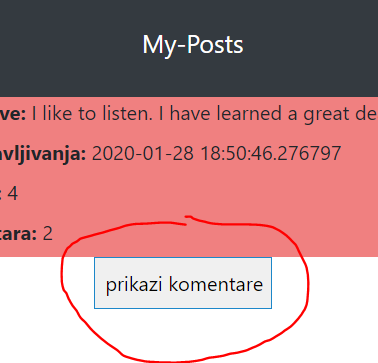 My-Posts
ve: I like to listen. I have learned a great de
avljivanja: 2020-01-28 18:50:46.276797
: 4
tara: 2
prikazi komentare